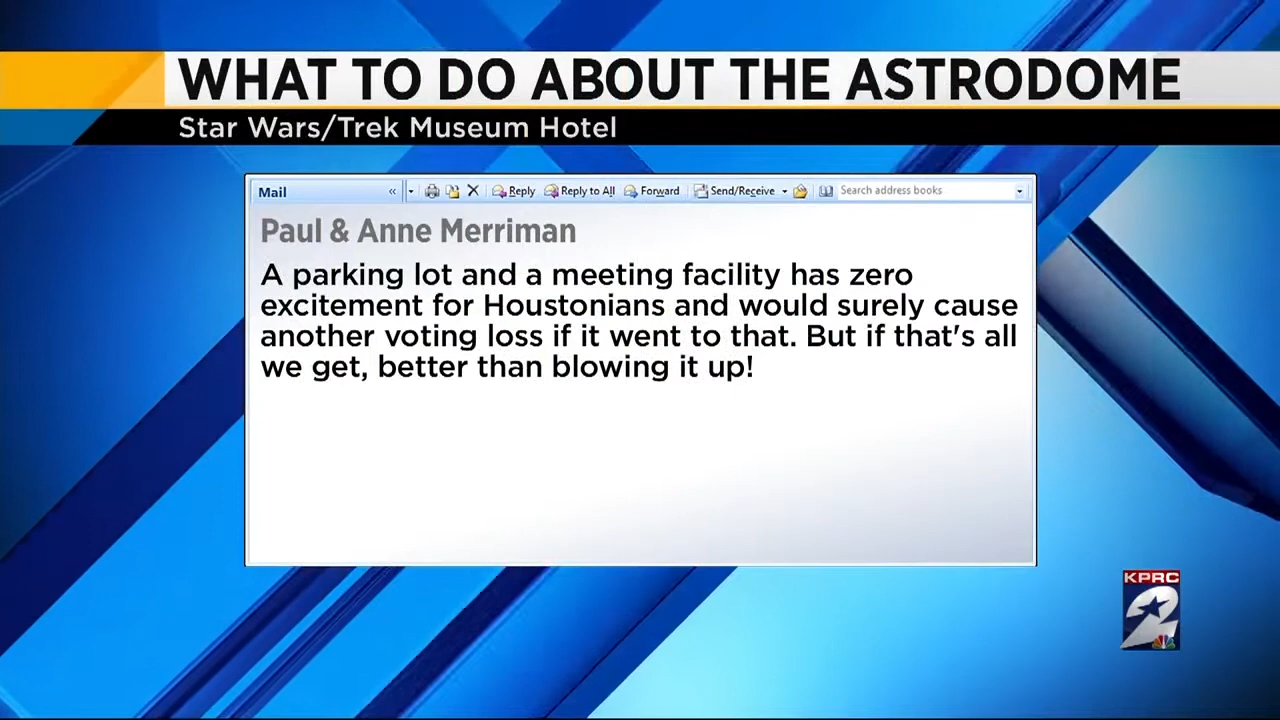 WHAT TO DO ABOUT THE ASTRODOME
Star Wars/Trek Museum Hotel
Mail « Reply Reply to All Forward Send/Receive Search address books
Paul & Anne Merriman
A parking lot and a meeting facility has zero
excitement for Houstonians and would surely cause
another voting loss if it went to that. But if that's all
we get, better than blowing it up!
KPRC
2